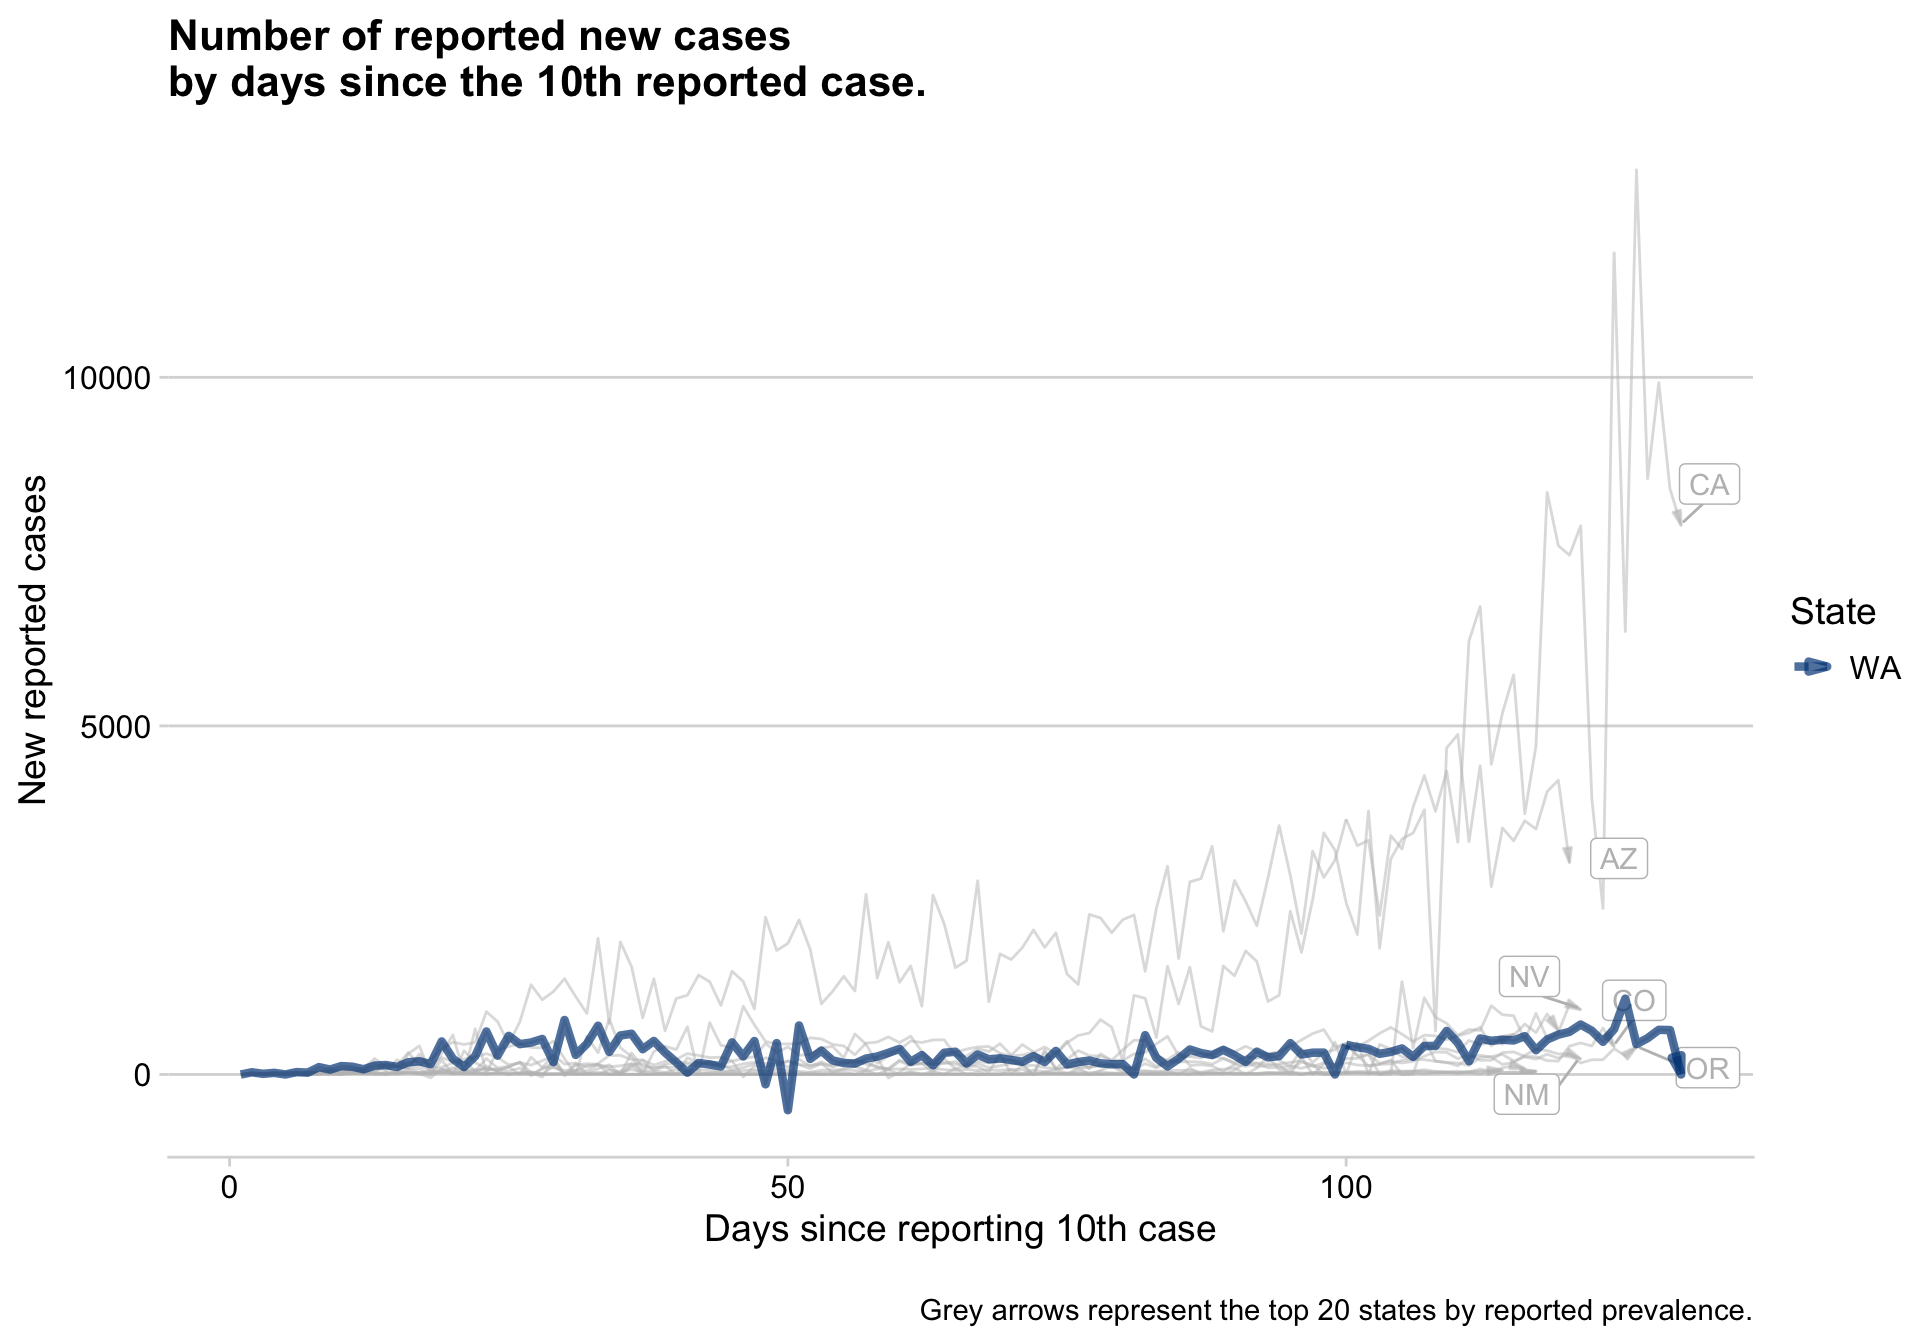 Number of reported new cases
by days since the 10th reported case.
New reported cases
10000
5000
0
CA
AZ
NV
CO
OR
NM
State
WA
0
50
100
Days since reporting 10th case
Grey arrows represent the top 20 states by reported prevalence.